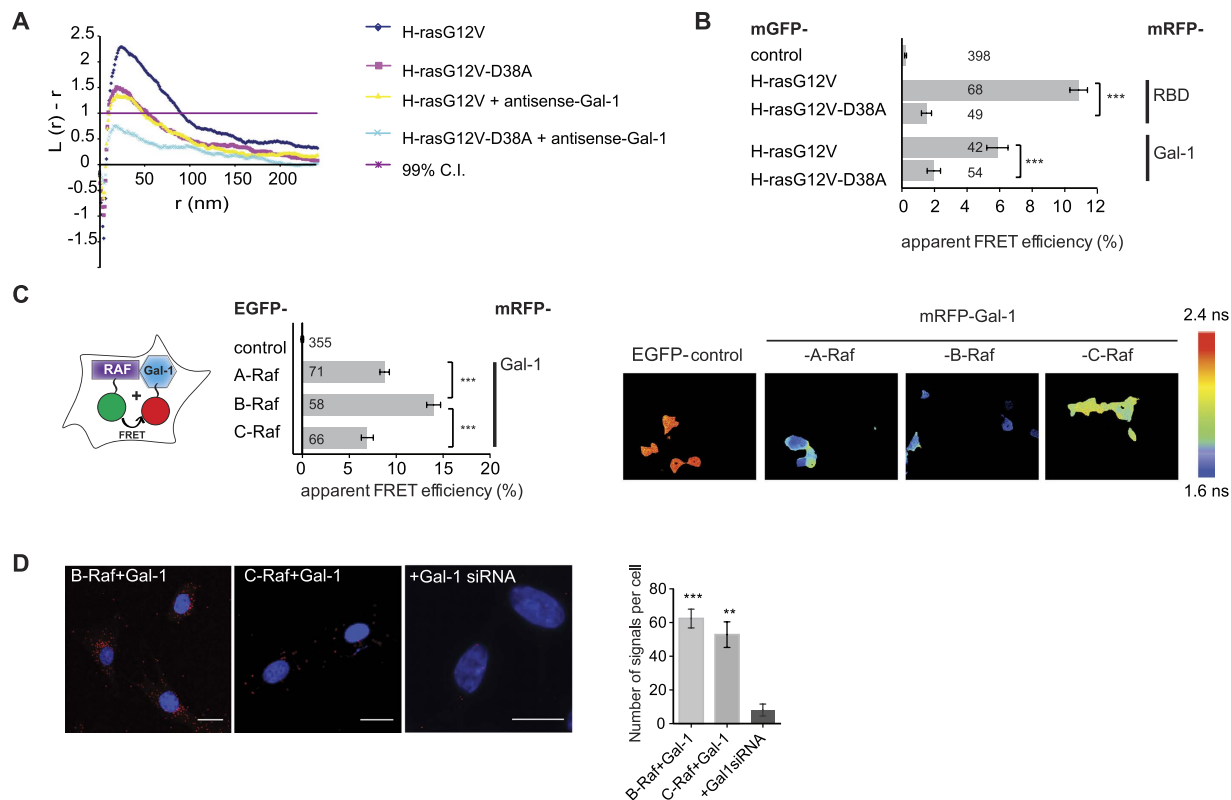 A
2.5
2
1.5
1
0.5
0
-0.5
-1
-1.5
L (r) - r
50 100 150 200
r (nm)
H-rasG12V
H-rasG12V-D38A
H-rasG12V + antisense-Gal-1
H-rasG12V-D38A + antisense-Gal-1
99% C.I.
B
mGFP- mRFP-
control 398
H-rasG12V 68 ***
H-rasG12V-D38A 49
RBD
H-rasG12V 42 ***
H-rasG12V-D38A 54
Gal-1
0 2 4 6 8 10 12
apparent FRET efficiency (%)
C
RAF Gal-1
+
FRET
EGFP- mRFP-
control 355
A-Raf 71
***
B-Raf 58
***
C-Raf 66
Gal-1
0 5 10 15 20
apparent FRET efficiency (%)
mRFP-Gal-1
EGFP-control -A-Raf -B-Raf -C-Raf
2.4 ns
1.6 ns
D
B-Raf+Gal-1 C-Raf+Gal-1 +Gal-1 siRNA
Number of signals per cell
80
60
40
20
0
*** **
B-Raf+Gal-1
C-Raf+Gal-1
+Gal1siRNA